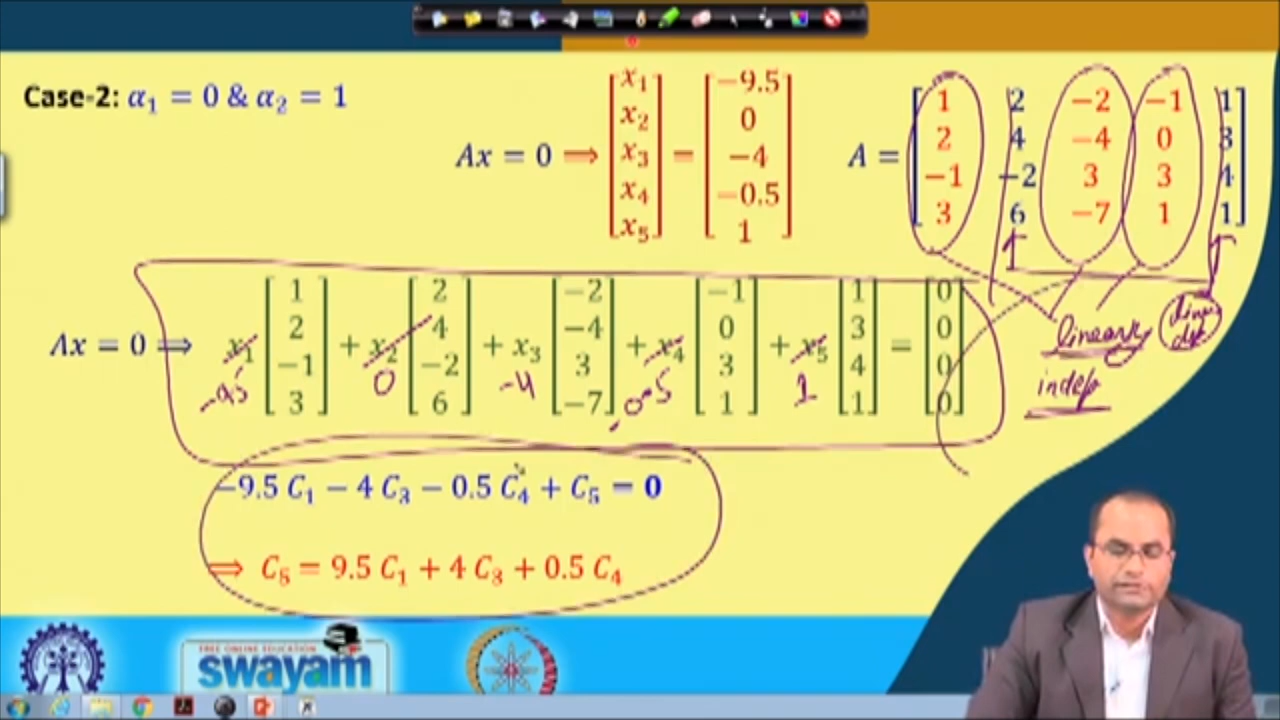 Case-2: α₁ = 0 & α₂ = 1
Ax = 0 ⟹ [x₁ x₂ x₃ x₄ x₅] = [−9.5 0 −4 −0.5 1]
A = [1 2 −2 −1 1
2 4 −4 0 3
−1 −2 3 3 4
3 6 −7 1 1]
linearly
indep
Ax = 0 ⟹ x₁ [1 2 −1 3] + x₂ [2 4 −2 6] + x₃ [−2 −4 3 −7] + x₄ [−1 0 3 1] + x₅ [1 3 4 1] = [0 0 0 0]
0 -4 -0.5 1
−9.5 C₁ − 4 C₃ − 0.5 C₄ + C₅ = 0
⟹ C₅ = 9.5 C₁ + 4 C₃ + 0.5 C₄
FREE ONLINE EDUCATION
swayam